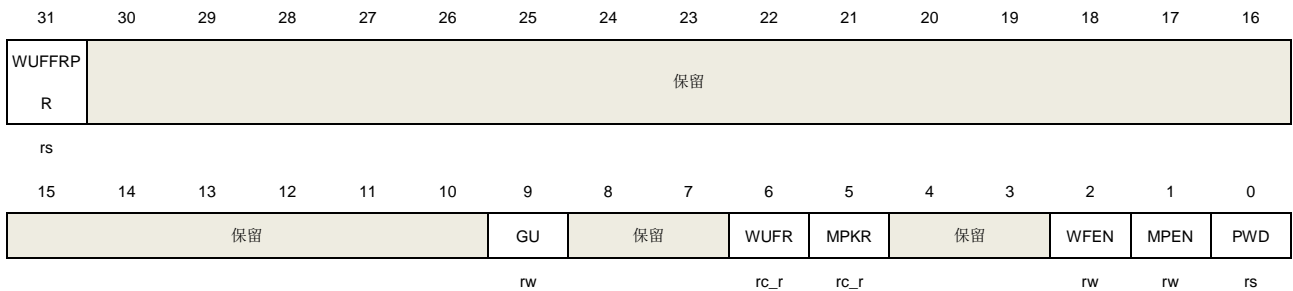 31 30 29 28 27 26 25 24 23 22 21 20 19 18 17 16
WUFFRP
R
保留
rs
15 14 13 12 11 10 9 8 7 6 5 4 3 2 1 0
保留 GU 保留 WUFR MPKR 保留 WFEN MPEN PWD
rw rc_r rc_r rw rw rs